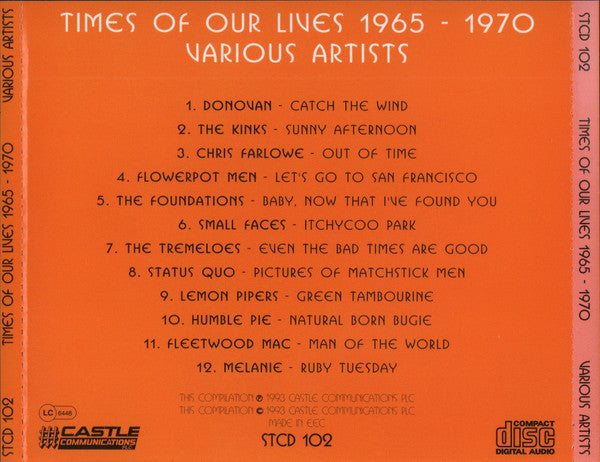 TIMES OF OUR LIVES 1965 - 1970
VARIOUS ARTISTS
1. DONOVAN - CATCH THE WIND
2. THE KINKS - SUNNY AFTERNOON
3. CHRIS FARLOWE - OUT OF TIME
4. FLOWERPOT MEN - LET'S GO TO SAN FRANCISCO
5. THE FOUNDATIONS - BABY, NOW THAT I'VE FOUND YOU
6. SMALL FACES - ITCHYCOO PARK
7. THE TREMELOES - EVEN THE BAD TIMES ARE GOOD
8. STATUS QUO - PICTURES OF MATCHSTICK MEN
9. LEMON PIPERS - GREEN TAMBOURINE
10. HUMBLE PIE - NATURAL BORN BUGIE
11. FLEETWOOD MAC - MAN OF THE WORLD
12. MELANIE - RUBY TUESDAY
THIS COMPILATION ℗ 1993 CASTLE COMMUNICATIONS PLC
THIS COMPILATION © 1993 CASTLE COMMUNICATIONS PLC
MADE IN EEC
STCD 102
LC 6448
CASTLE
COMMUNICATIONS
PLC
COMPACT
disc
DIGITAL AUDIO
STCD 102 TIMES OF OUR LIVES 1965 - 1970 VARIOUS ARTISTS
STCD 102 TIMES OF OUR LIVES 1965 - 1970 VARIOUS ARTISTS